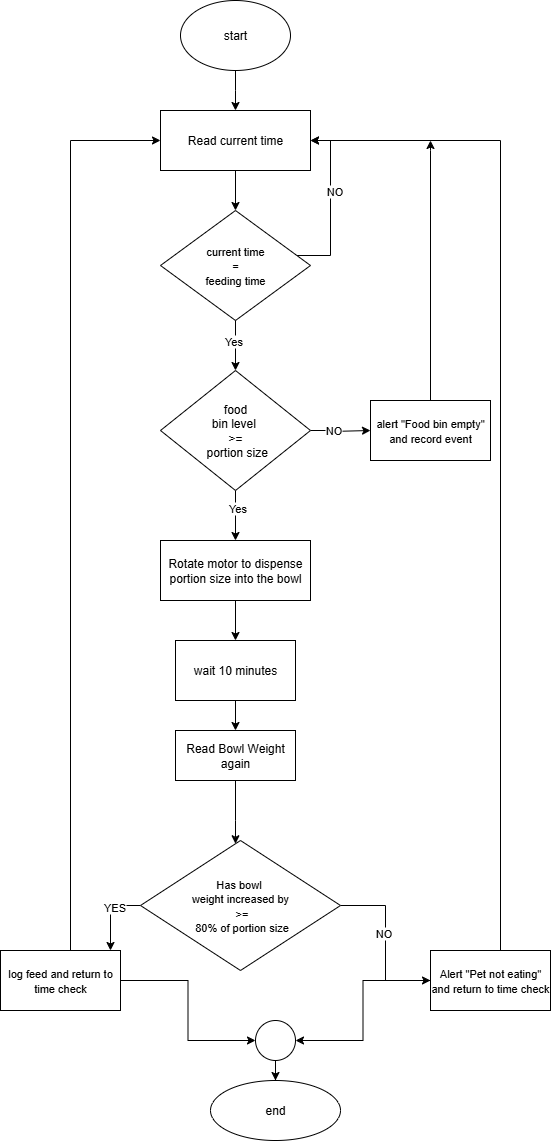 start
Read current time
NO
current time
=
feeding time
Yes
food
bin level
>=
portion size
NO
alert "Food bin empty"
and record event
Yes
Rotate motor to dispense
portion size into the bowl
wait 10 minutes
Read Bowl Weight
again
Has bowl
weight increased by
>=
80% of portion size
YES
NO
log feed and return to
time check
Alert "Pet not eating"
and return to time check
end